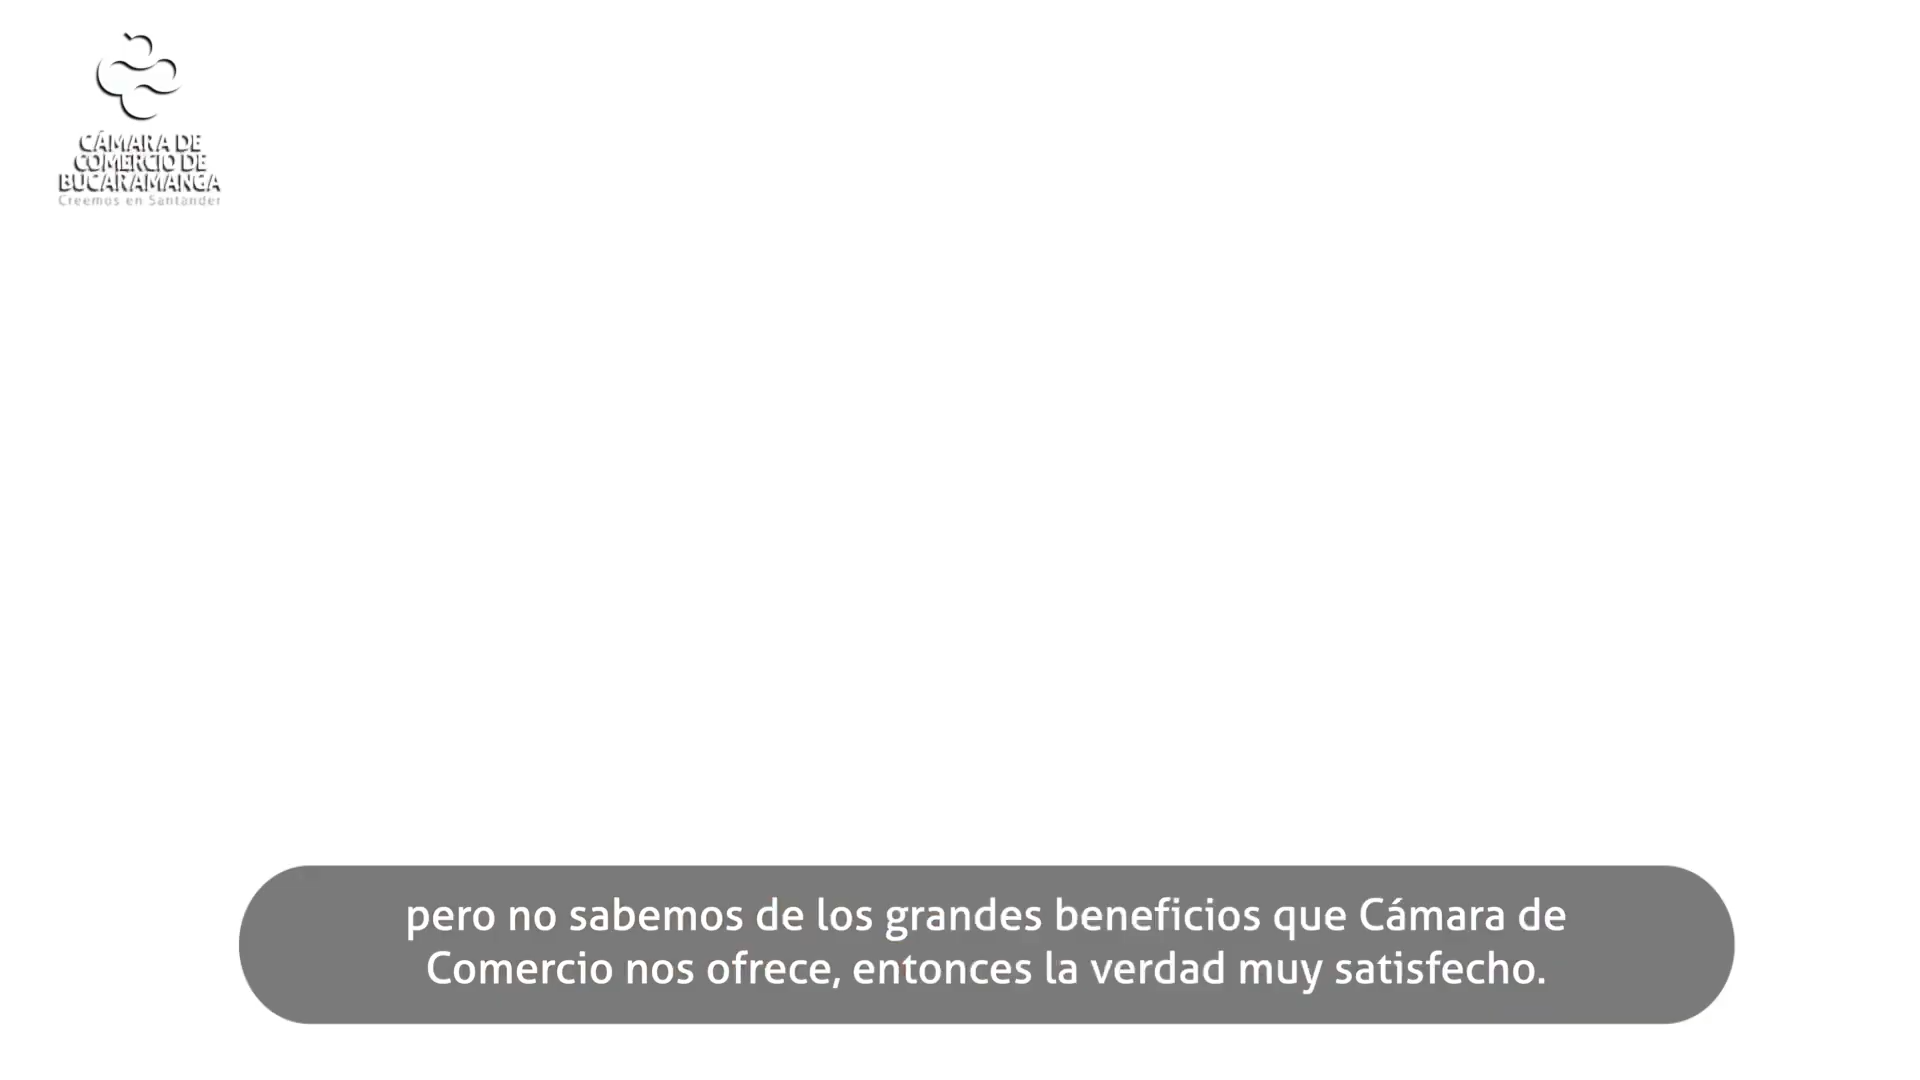 CÁMARA DE
COMERCIO DE
BUCARAMANGA
Creemos en Santander
pero no sabemos de los grandes beneficios que Cámara de
Comercio nos ofrece, entonces la verdad muy satisfecho.